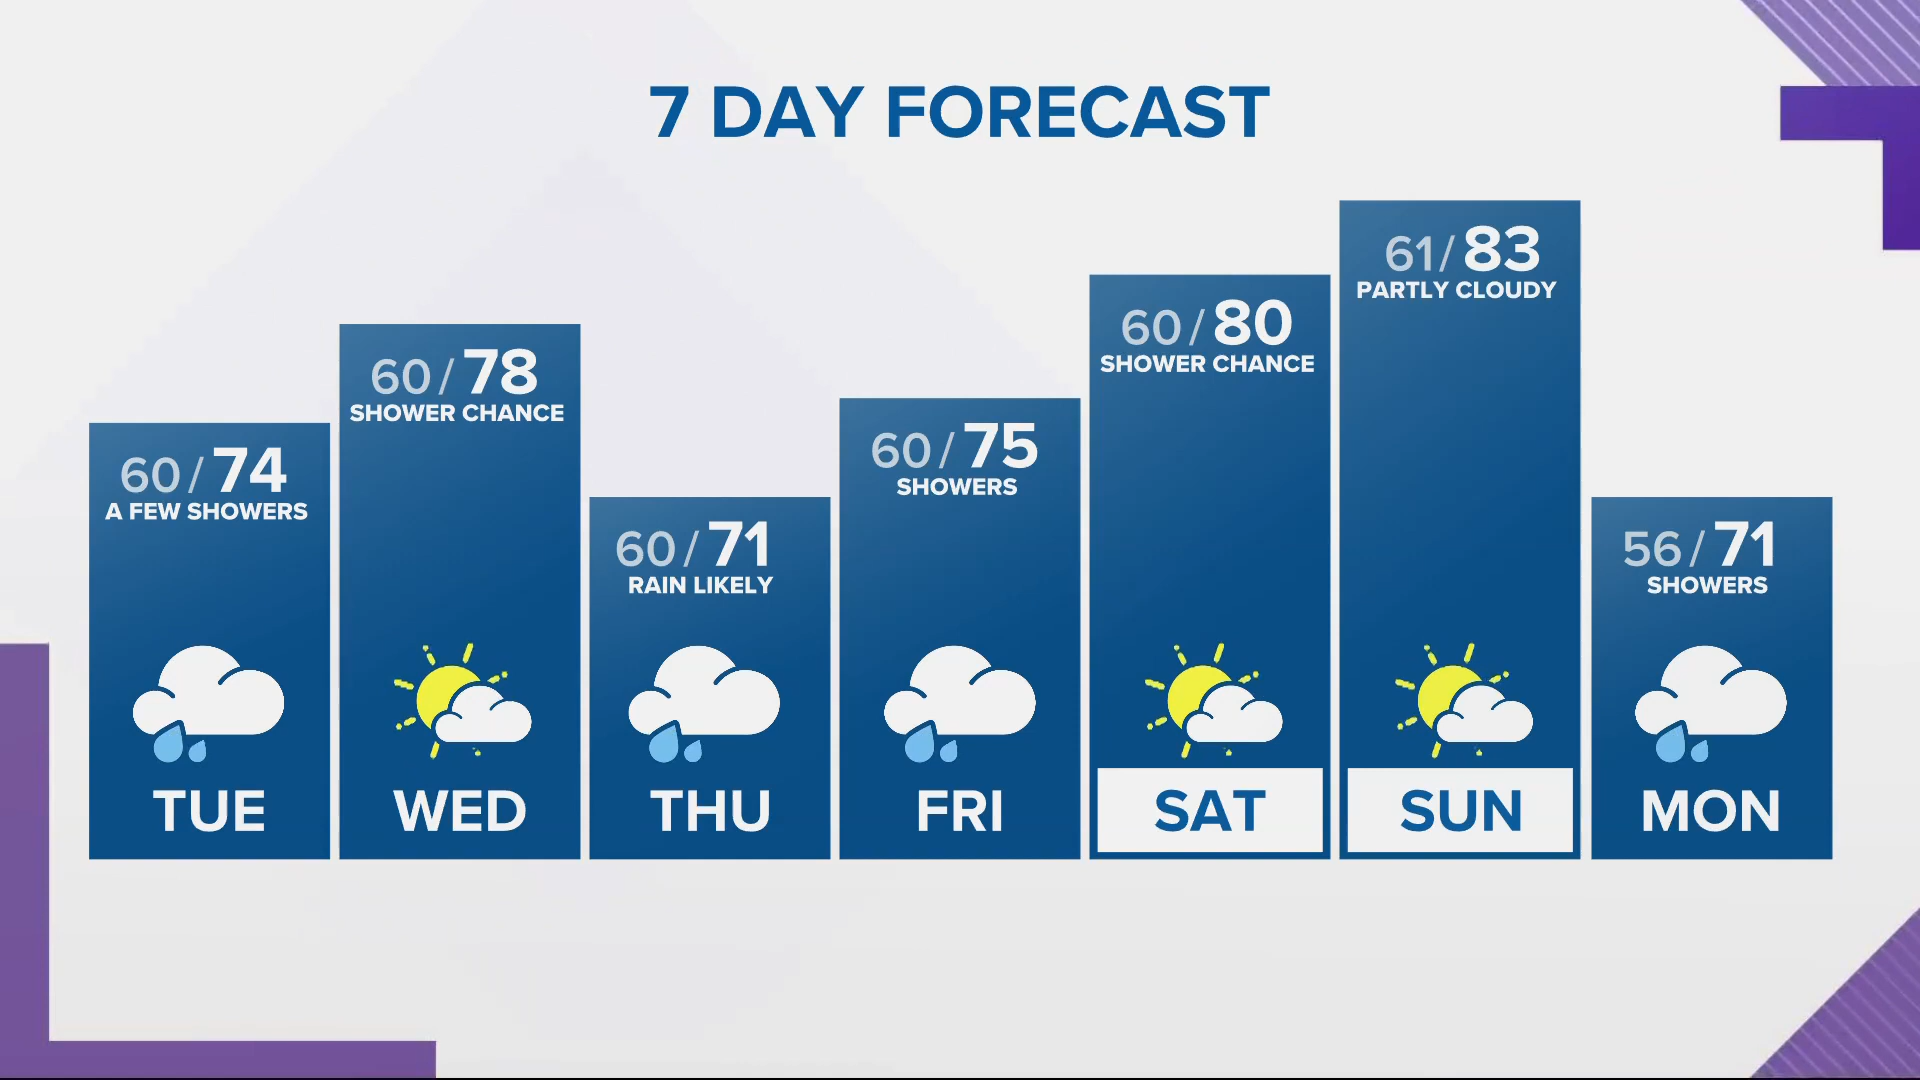 7 DAY FORECAST
60/74
A FEW SHOWERS
TUE
60/78
SHOWER CHANCE
WED
60/71
RAIN LIKELY
THU
60/75
SHOWERS
FRI
60/80
SHOWER CHANCE
SAT
61/83
PARTLY CLOUDY
SUN
56/71
SHOWERS
MON